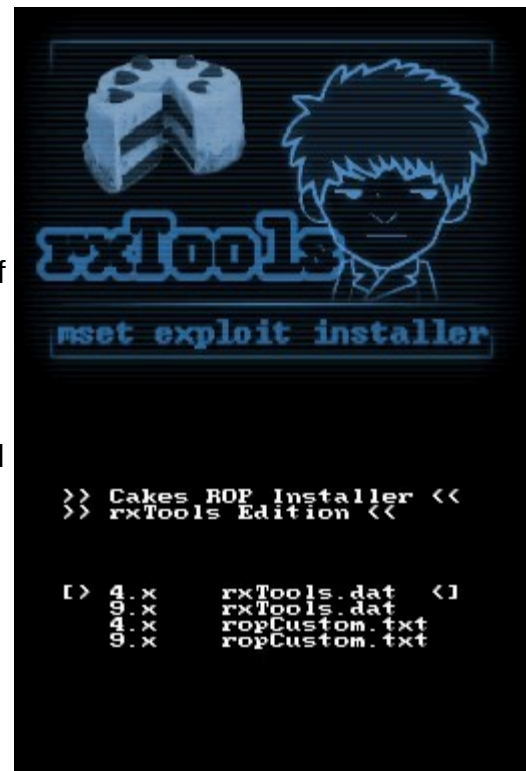 rxTools
mset exploit installer
f
l
>> Cakes ROP Installer <<
>> rxTools Edition <<
[> 4.x rxTools.dat <]
9.x rxTools.dat
4.x ropCustom.txt
9.x ropCustom.txt